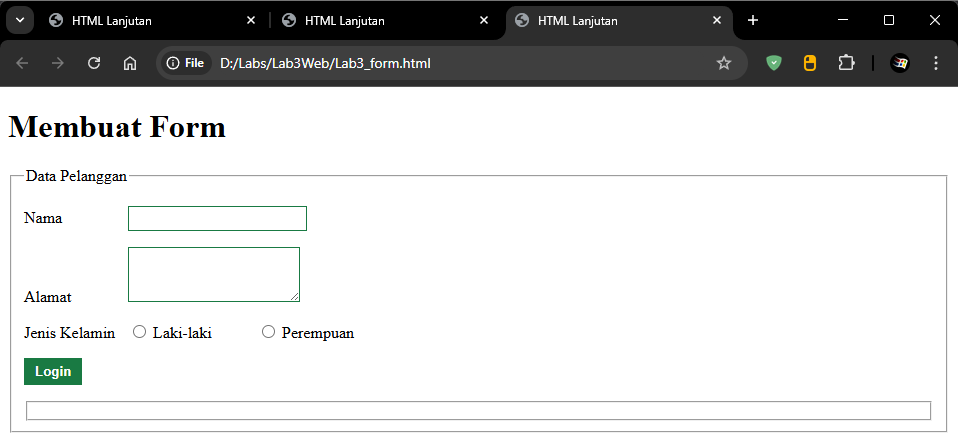 HTML Lanjutan HTML Lanjutan HTML Lanjutan
File D:/Labs/Lab3Web/Lab3_form.html
Membuat Form
Data Pelanggan
Nama
Alamat
Jenis Kelamin Laki-laki Perempuan
Login